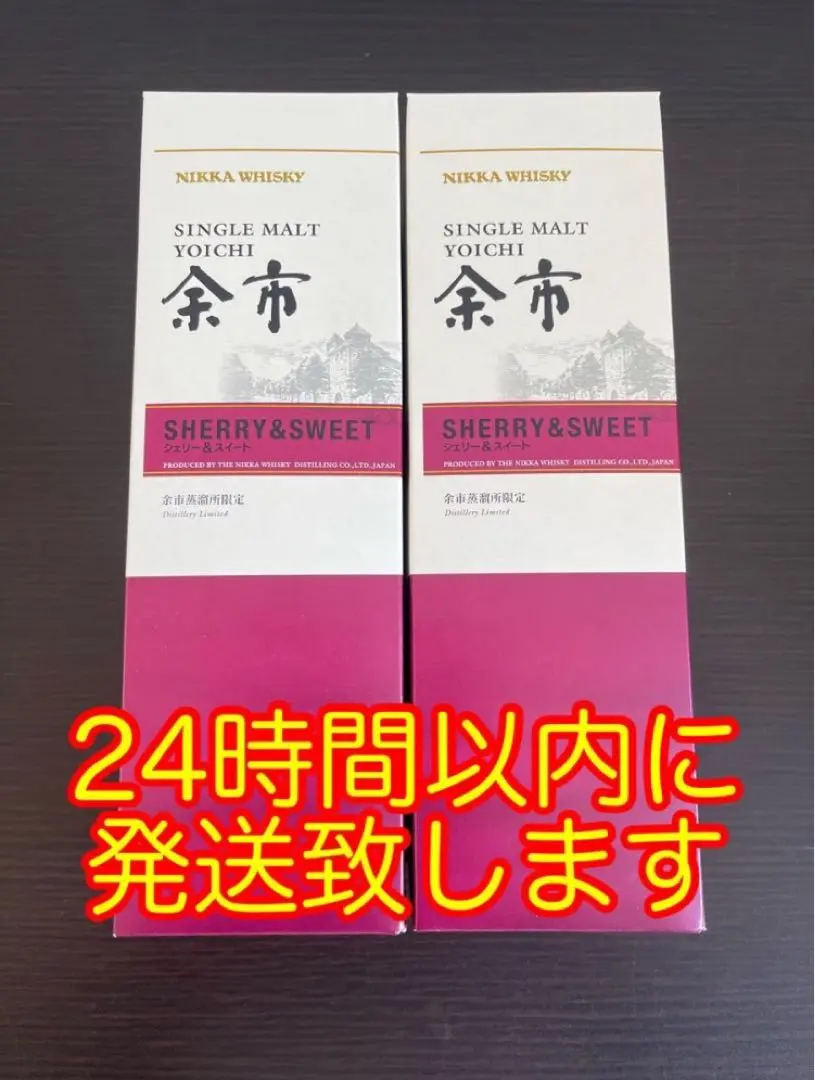 NIKKA WHISKY
SINGLE MALT
YOICHI
余市
SHERRY&SWEET
シェリー&スイート
PRODUCED BY THE NIKKA WHISKY DISTILLING CO.,LTD.,JAPAN
余市蒸溜所限定
Distillery Limited
NIKKA WHISKY
SINGLE MALT
YOICHI
余市
SHERRY&SWEET
シェリー&スイート
PRODUCED BY THE NIKKA WHISKY DISTILLING CO.,LTD.,JAPAN
余市蒸溜所限定
Distillery Limited
24時間以内に
発送致します